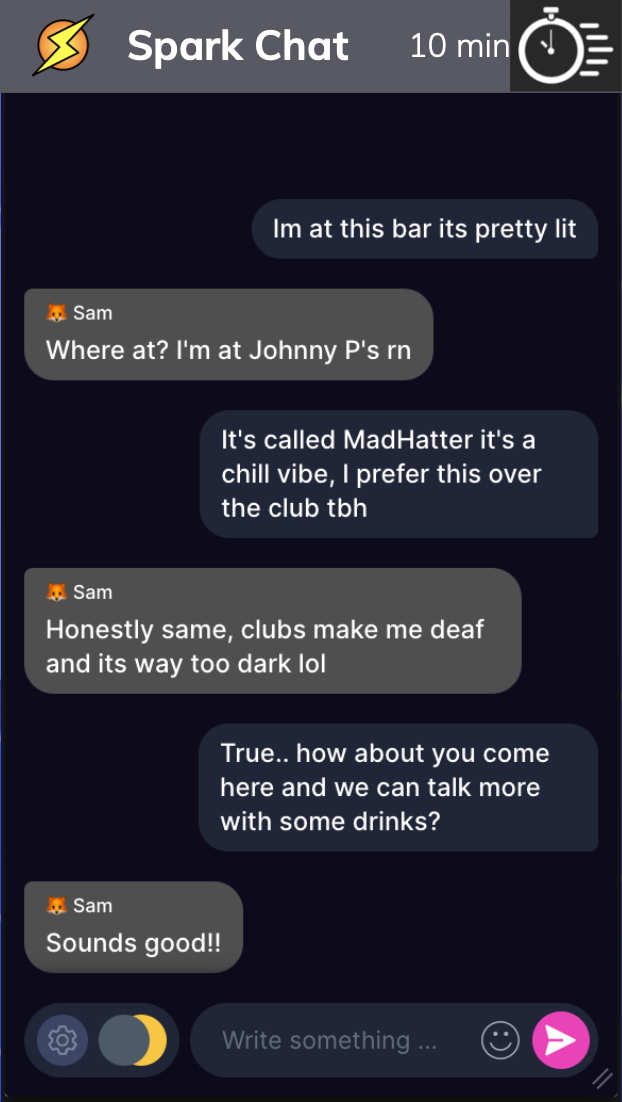 Spark Chat 10 min
Im at this bar its pretty lit
Sam
Where at? I'm at Johnny P's rn
It's called MadHatter it's a
chill vibe, I prefer this over
the club tbh
Sam
Honestly same, clubs make me deaf
and its way too dark lol
True.. how about you come
here and we can talk more
with some drinks?
Sam
Sounds good!!
Write something ...